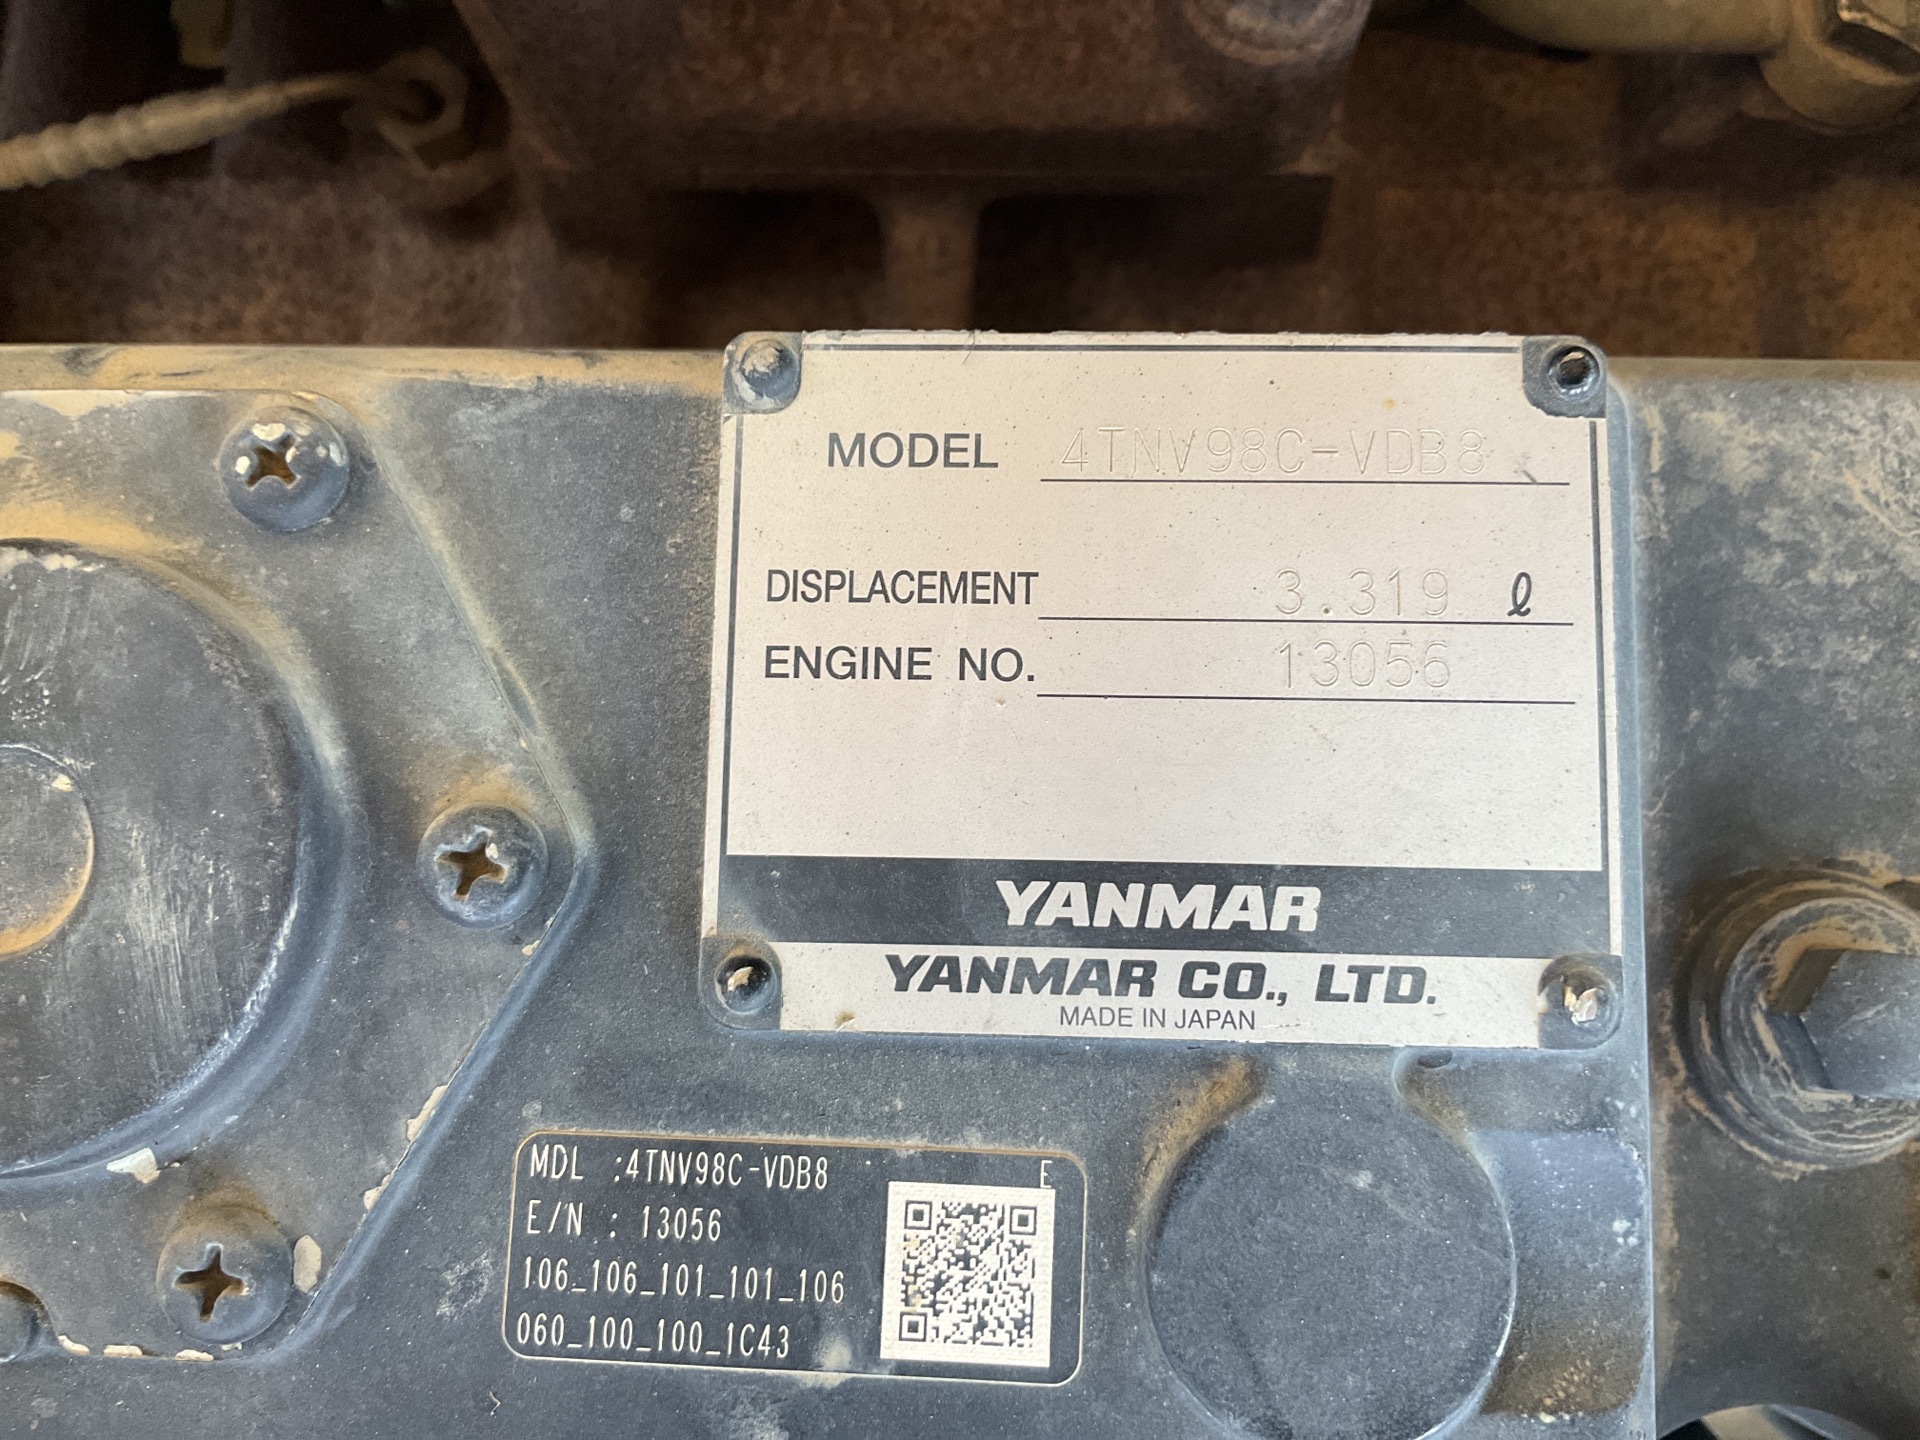 MODEL 4TNV98C-VDB8
DISPLACEMENT 3.319 ℓ
ENGINE NO. 13056
YANMAR
YANMAR CO., LTD.
MADE IN JAPAN
MDL :4TNV98C-VDB8 E
E/N : 13056
106_106_101_101_106
060_100_100_1C43